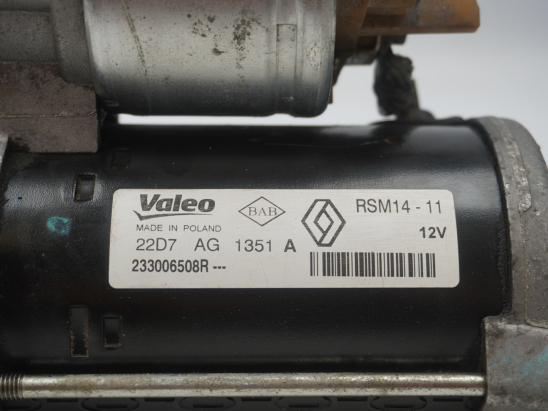 Valeo BAB RSM14 - 11
MADE IN POLAND 12V
22D7 AG 1351 A
233006508R ---